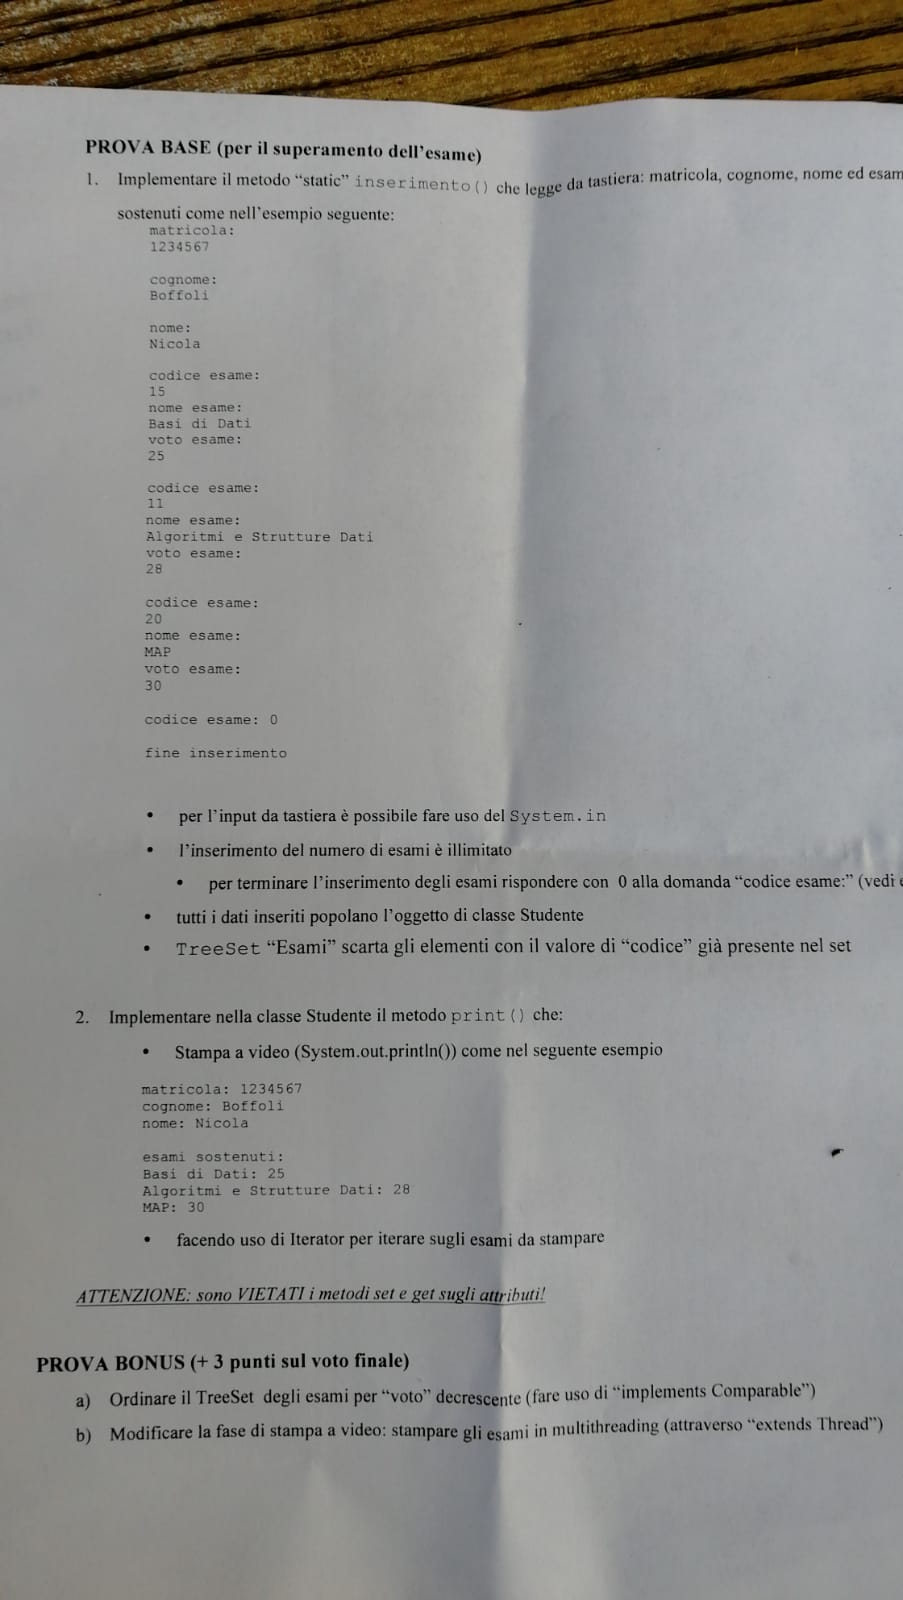 PROVA BASE (per il superamento dell'esame)
1. Implementare il metodo "static" inserimento() che legge da tastiera: matricola, cognome, nome ed esam
sostenuti come nell'esempio seguente:
matricola:
1234567
cognome:
Boffoli
nome:
Nicola
codice esame:
15
nome esame:
Basi di Dati
voto esame:
25
codice esame:
11
nome esame:
Algoritmi e Strutture Dati
voto esame:
28
codice esame:
20
nome esame:
MAP
voto esame:
30
codice esame: 0
fine inserimento
• per l'input da tastiera è possibile fare uso del System.in
• l'inserimento del numero di esami è illimitato
• per terminare l'inserimento degli esami rispondere con 0 alla domanda "codice esame:" (vedi e
• tutti i dati inseriti popolano l'oggetto di classe Studente
• TreeSet "Esami" scarta gli elementi con il valore di "codice" già presente nel set
2. Implementare nella classe Studente il metodo print() che:
• Stampa a video (System.out.println()) come nel seguente esempio
matricola: 1234567
cognome: Boffoli
nome: Nicola
esami sostenuti:
Basi di Dati: 25
Algoritmi e Strutture Dati: 28
MAP: 30
• facendo uso di Iterator per iterare sugli esami da stampare
ATTENZIONE: sono VIETATI i metodi set e get sugli attributi!
PROVA BONUS (+ 3 punti sul voto finale)
a) Ordinare il TreeSet degli esami per "voto" decrescente (fare uso di "implements Comparable")
b) Modificare la fase di stampa a video: stampare gli esami in multithreading (attraverso "extends Thread")